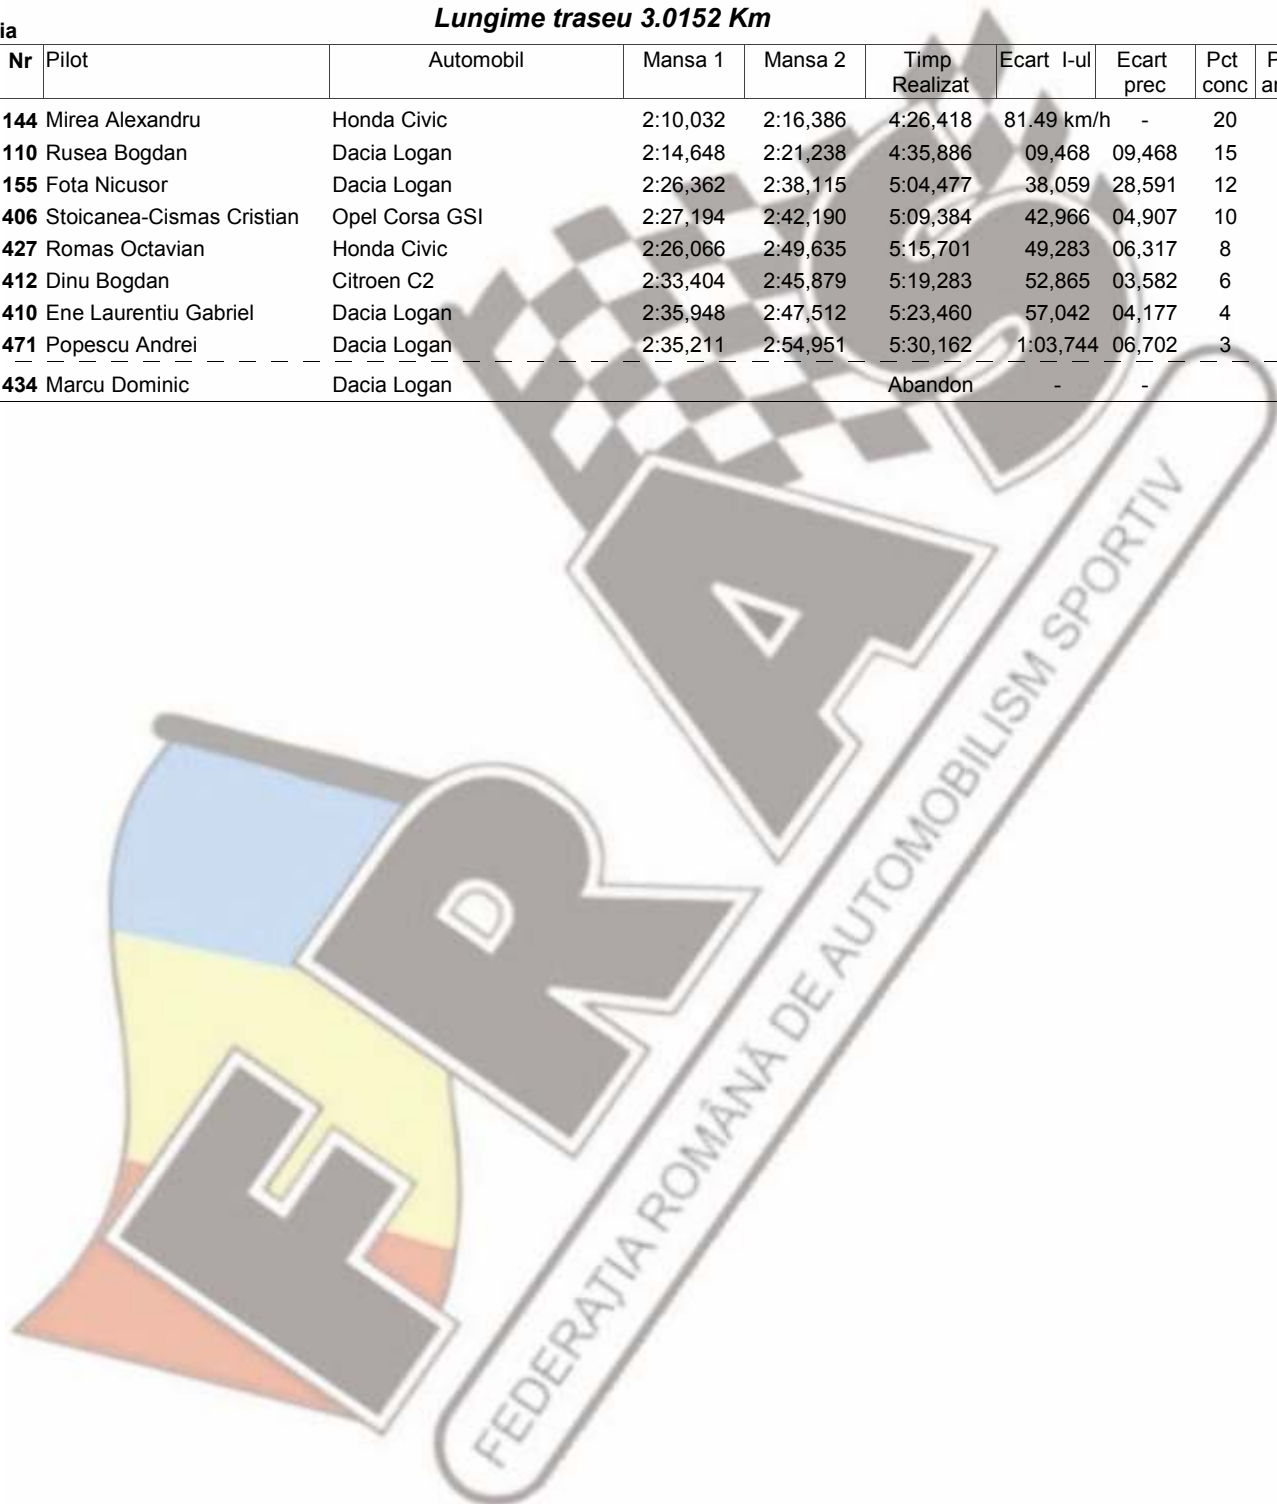 Lungime traseu 3.0152 Km
ia
Nr Pilot Automobil Mansa 1 Mansa 2 Timp Realizat Ecart I-ul Ecart prec Pct conc
144 Mirea Alexandru Honda Civic 2:10,032 2:16,386 4:26,418 81.49 km/h - 20
110 Rusea Bogdan Dacia Logan 2:14,648 2:21,238 4:35,886 09,468 09,468 15
155 Fota Nicusor Dacia Logan 2:26,362 2:38,115 5:04,477 38,059 28,591 12
406 Stoicanea-Cismas Cristian Opel Corsa GSI 2:27,194 2:42,190 5:09,384 42,966 04,907 10
427 Romas Octavian Honda Civic 2:26,066 2:49,635 5:15,701 49,283 06,317 8
412 Dinu Bogdan Citroen C2 2:33,404 2:45,879 5:19,283 52,865 03,582 6
410 Ene Laurentiu Gabriel Dacia Logan 2:35,948 2:47,512 5:23,460 57,042 04,177 4
471 Popescu Andrei Dacia Logan 2:35,211 2:54,951 5:30,162 1:03,744 06,702 3
434 Marcu Dominic Dacia Logan Abandon - -
FRAS
FEDERAŢIA ROMÂNĂ DE AUTOMOBILISM SPORTIV